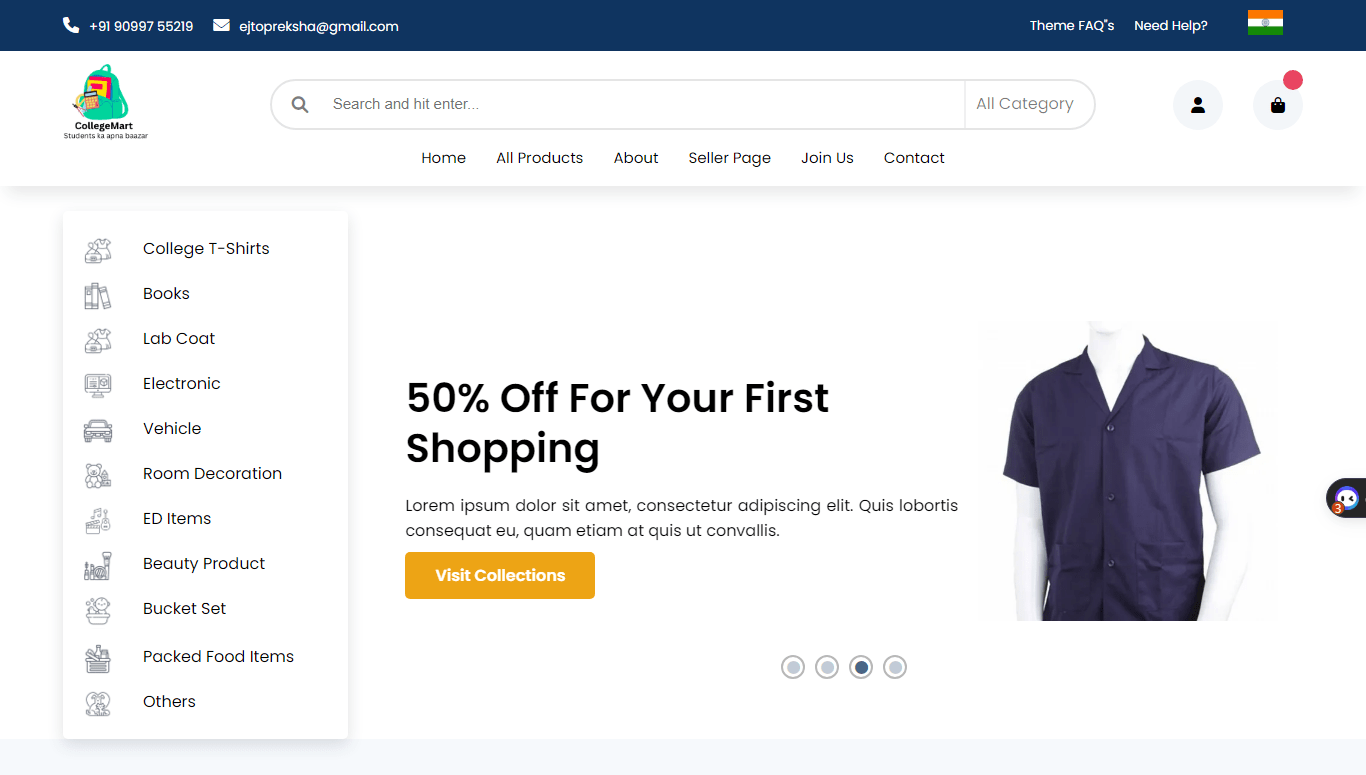 +91 90997 55219 ejtopreksha@gmail.com Theme FAQ"s Need Help?
CollegeMart
Students ka apna baazar
Search and hit enter... All Category
Home All Products About Seller Page Join Us Contact
College T-Shirts
Books
Lab Coat
Electronic
Vehicle
Room Decoration
ED Items
Beauty Product
Bucket Set
Packed Food Items
Others
50% Off For Your First
Shopping
Lorem ipsum dolor sit amet, consectetur adipiscing elit. Quis lobortis
consequat eu, quam etiam at quis ut convallis.
Visit Collections
3